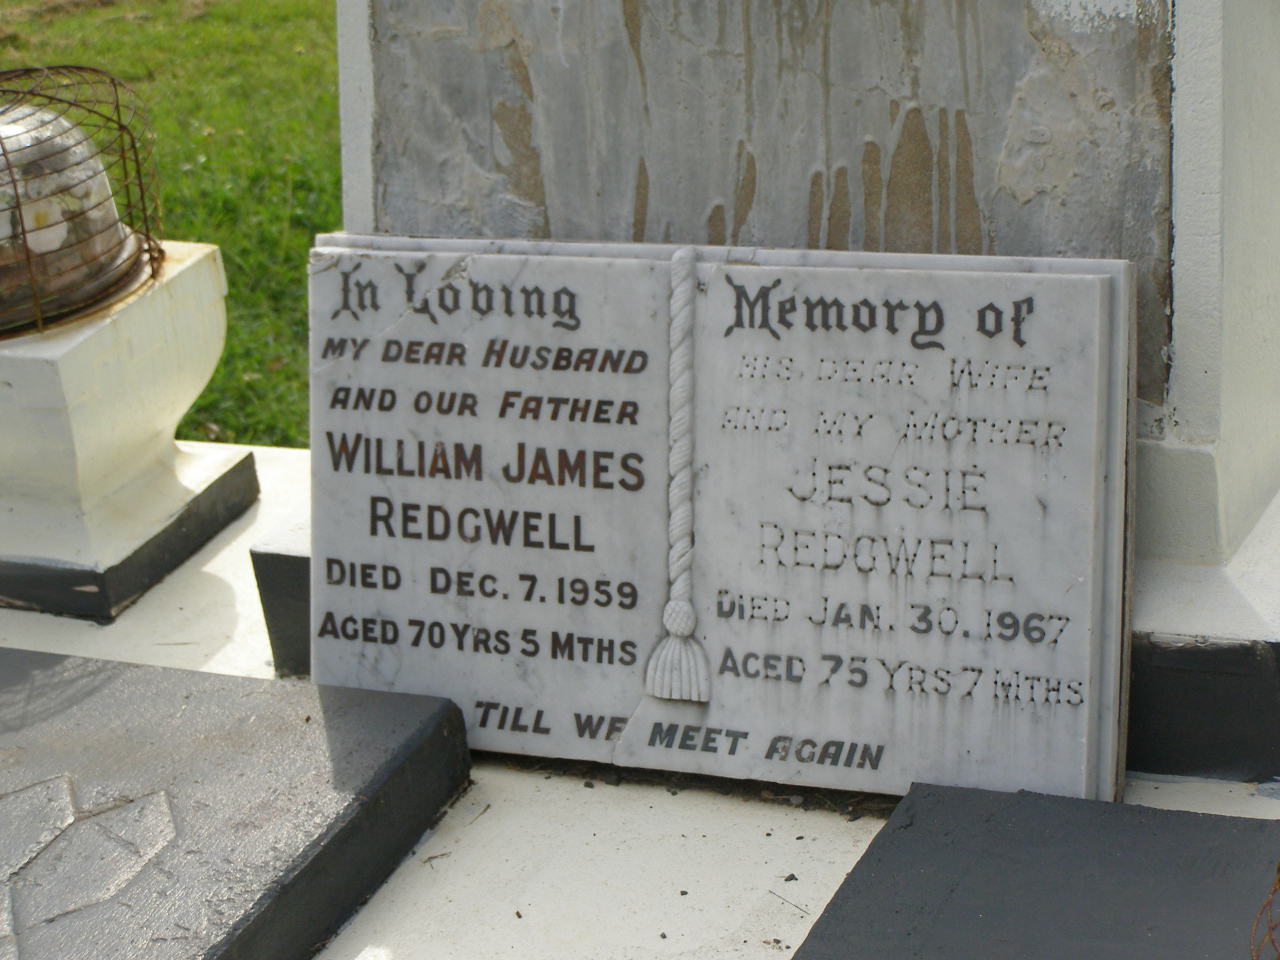 In Loving
MY DEAR HUSBAND
AND OUR FATHER
WILLIAM JAMES
REDGWELL
DIED DEC. 7. 1959
AGED 70 YRS 5 MTHS
Memory of
HIS DEAR WIFE
AND MY MOTHER
JESSIE
REDGWELL
DIED JAN. 30. 1967
AGED 75 YRS 7 MTHS
TILL WE MEET AGAIN